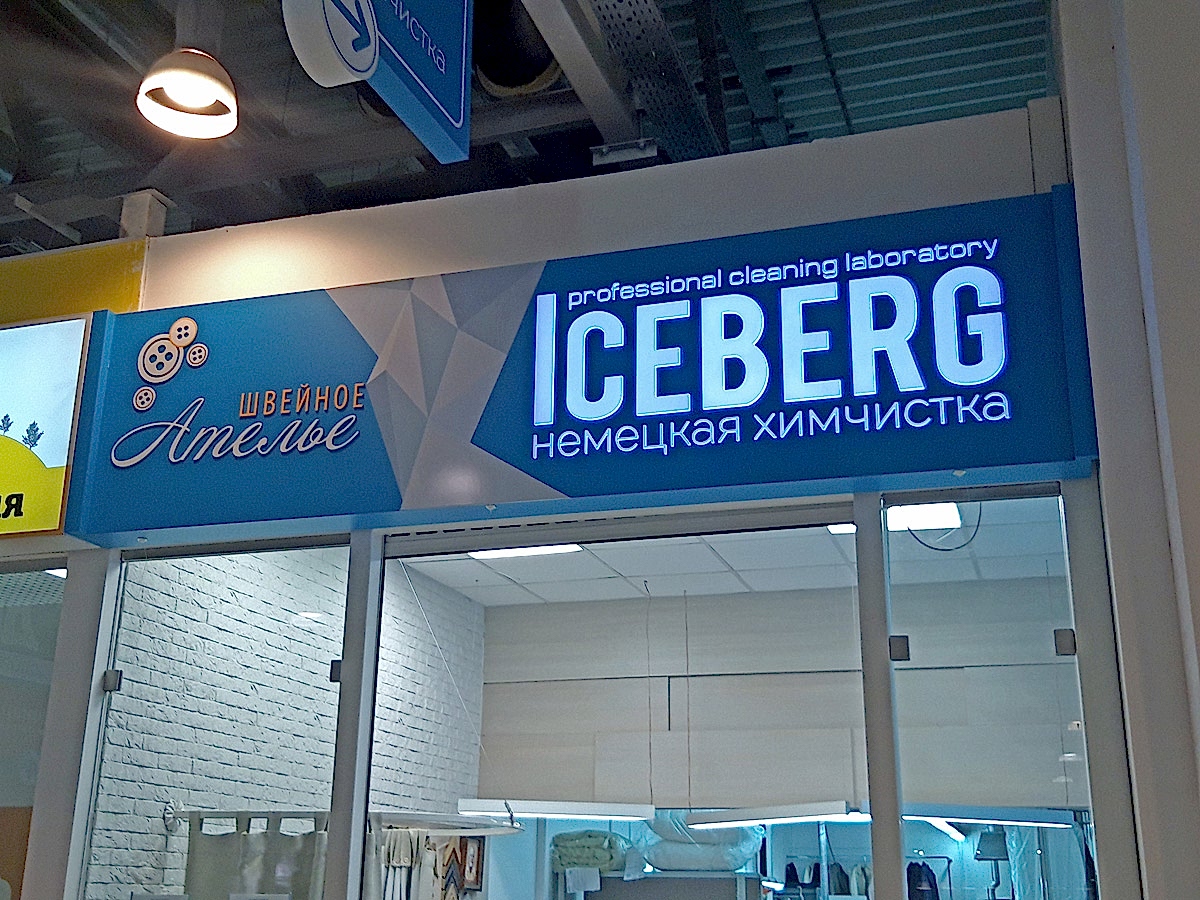 химчистка
professional cleaning laboratory
ICEBERG
немецкая химчистка
ШВЕЙНОЕ
Ателье